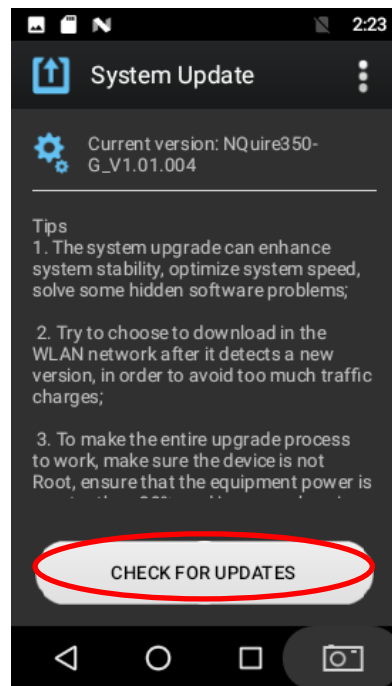 2:23
System Update
Current version: NQuire350-
G_V1.01.004
Tips
1. The system upgrade can enhance
system stability, optimize system speed,
solve some hidden software problems;
2. Try to choose to download in the
WLAN network after it detects a new
version, in order to avoid too much traffic
charges;
3. To make the entire upgrade process
to work, make sure the device is not
Root, ensure that the equipment power is
CHECK FOR UPDATES